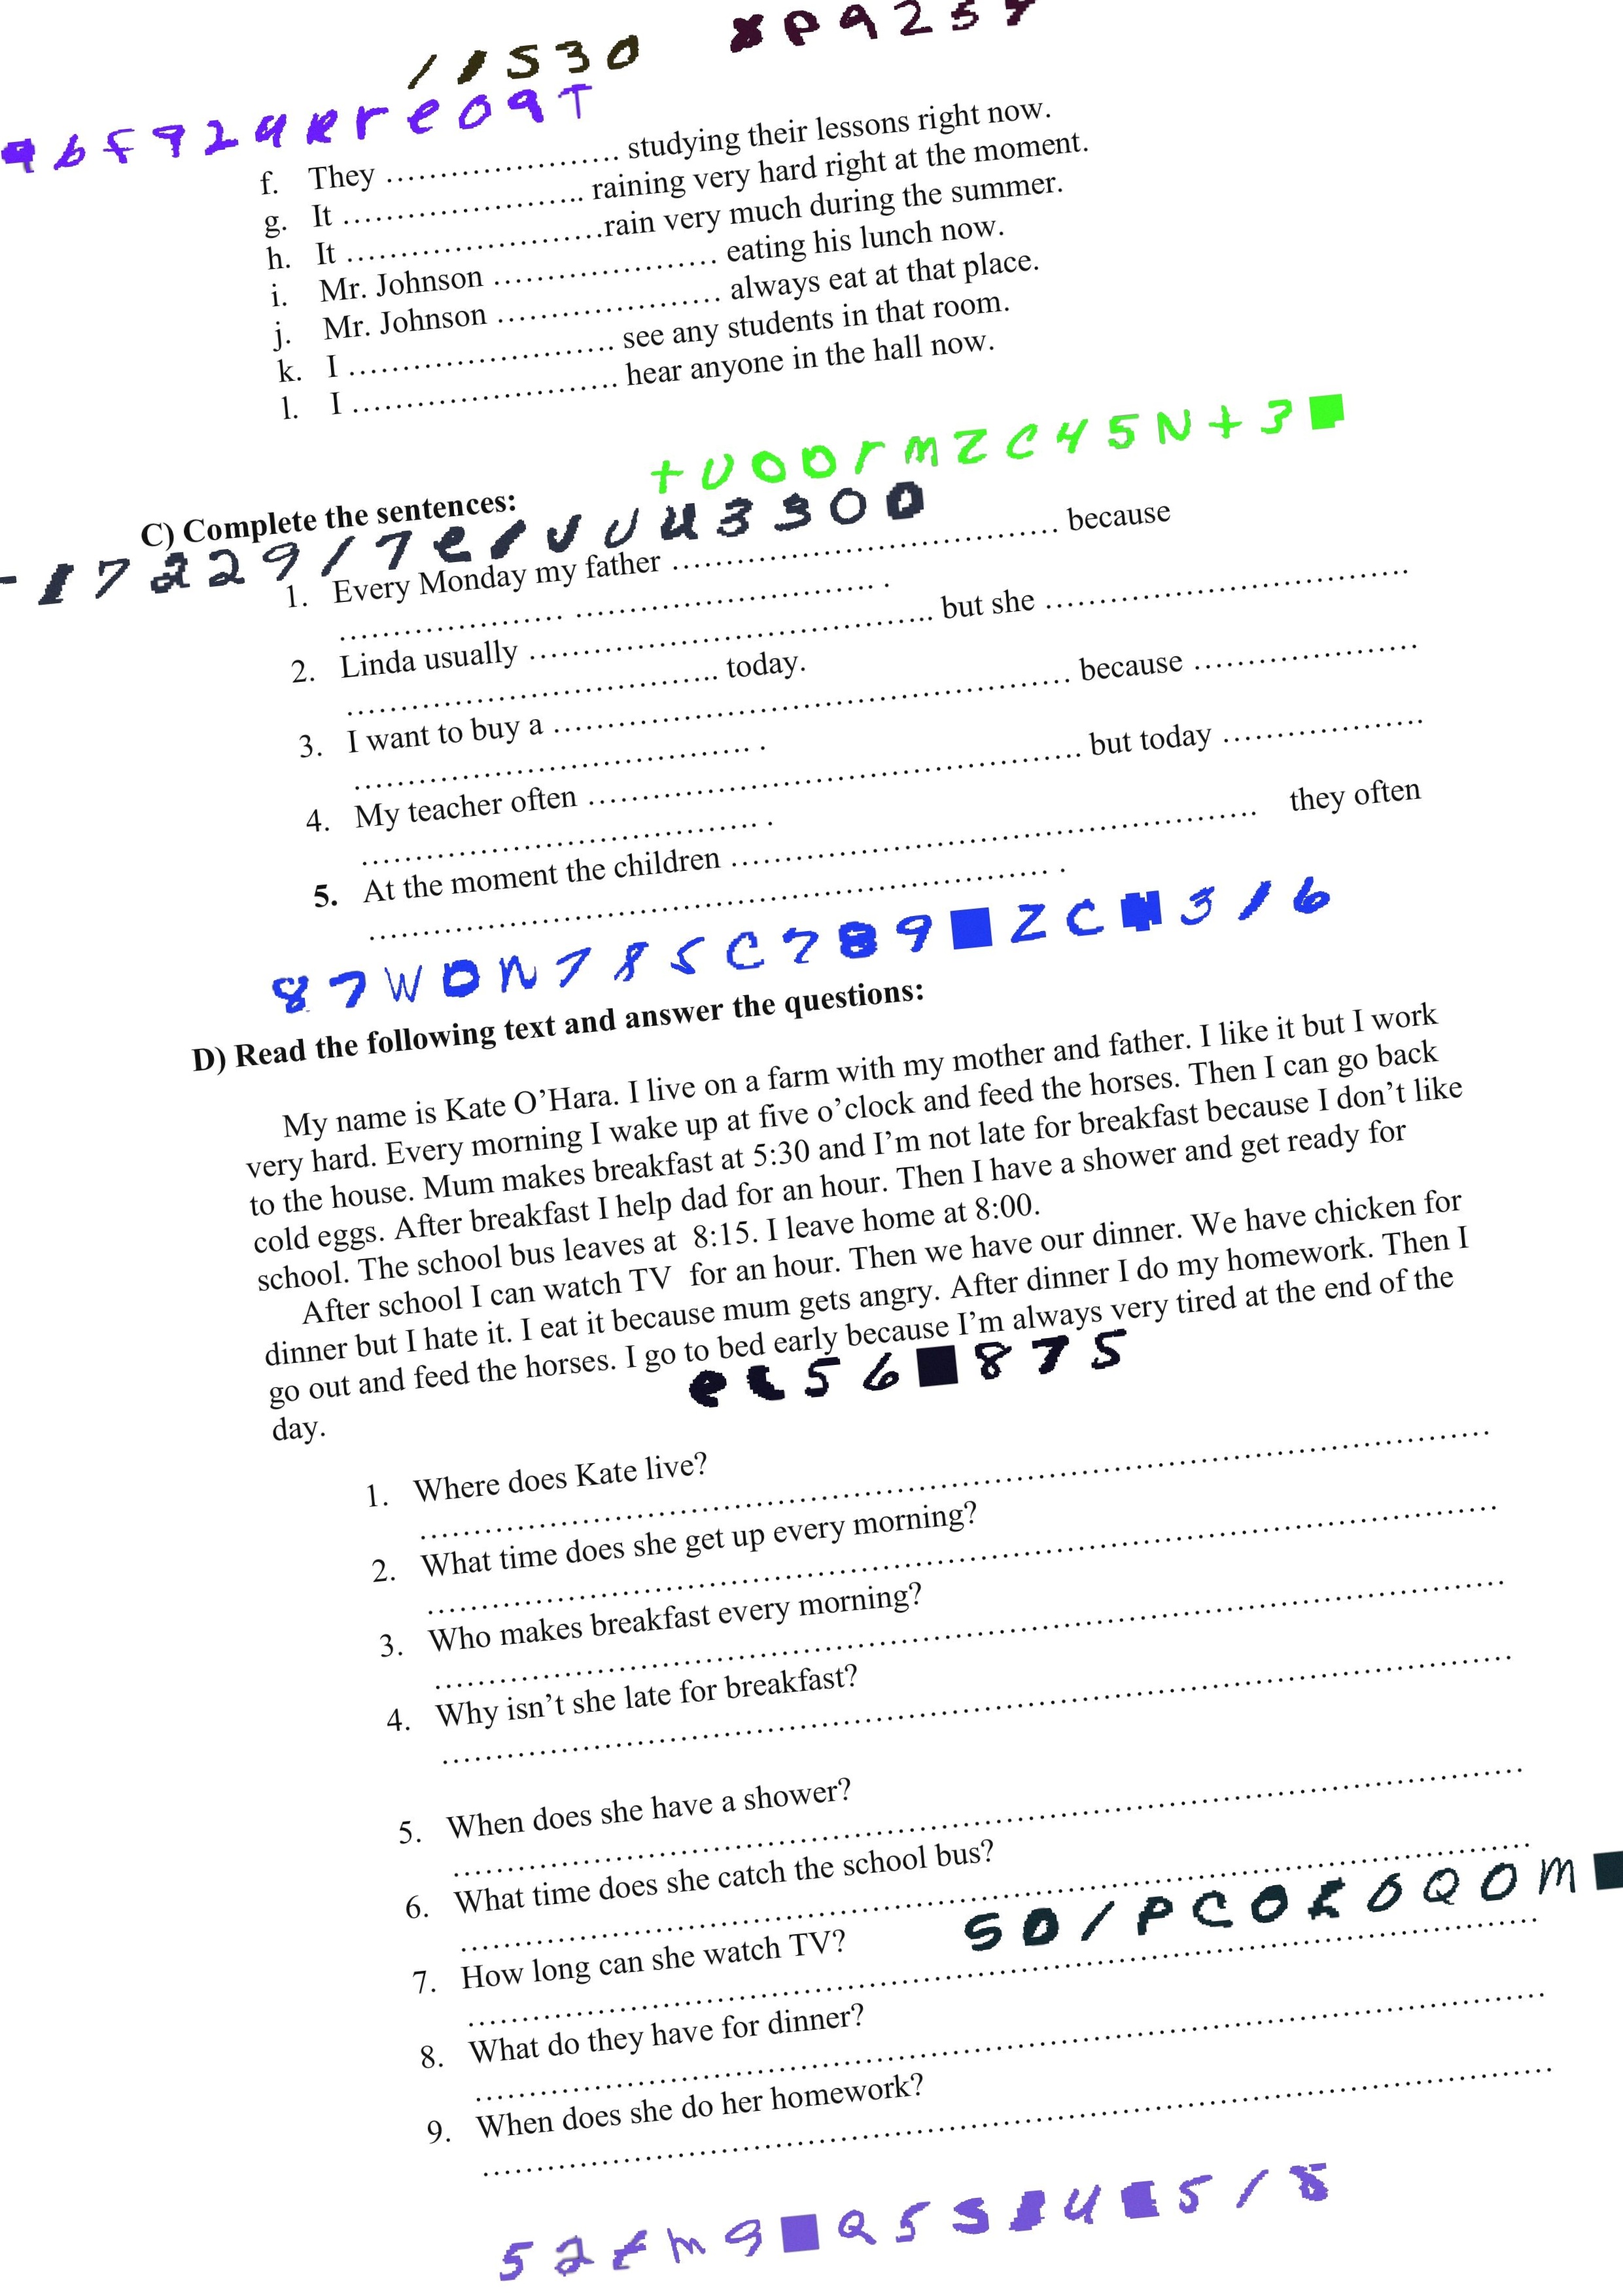 f. They ………………… studying their lessons right now.
g. It ………………….. raining very hard right at the moment.
h. It …………………….rain very much during the summer.
i. Mr. Johnson ………………… eating his lunch now.
j. Mr. Johnson ………………… always eat at that place.
k. I ……………………. see any students in that room.
l. I ……………………. hear anyone in the hall now.
C) Complete the sentences:
1. Every Monday my father ……………………………… because
………………… ………………………. .
2. Linda usually ………………………………….. but she ……………………………
…………………………….. today.
3. I want to buy a …………………………………………… because …………………
………………………………. .
4. My teacher often ………………………………………. but today ………………
………………………………. .
5. At the moment the children …………………………………………. they often
……………………………………………………. .
D) Read the following text and answer the questions:
My name is Kate O’Hara. I live on a farm with my mother and father. I like it but I work
very hard. Every morning I wake up at five o’clock and feed the horses. Then I can go back
to the house. Mum makes breakfast at 5:30 and I’m not late for breakfast because I don’t like
cold eggs. After breakfast I help dad for an hour. Then I have a shower and get ready for
school. The school bus leaves at 8:15. I leave home at 8:00.
After school I can watch TV for an hour. Then we have our dinner. We have chicken for
dinner but I hate it. I eat it because mum gets angry. After dinner I do my homework. Then I
go out and feed the horses. I go to bed early because I’m always very tired at the end of the
day.
1. Where does Kate live?
………………………………………………………………………………
2. What time does she get up every morning?
………………………………………………………………………………
3. Who makes breakfast every morning?
………………………………………………………………………………
4. Why isn’t she late for breakfast?
………………………………………………………………………………
5. When does she have a shower?
………………………………………………………………………………
6. What time does she catch the school bus?
………………………………………………………………………………
7. How long can she watch TV?
………………………………………………………………………………
8. What do they have for dinner?
………………………………………………………………………………
9. When does she do her homework?
………………………………………………………………………………